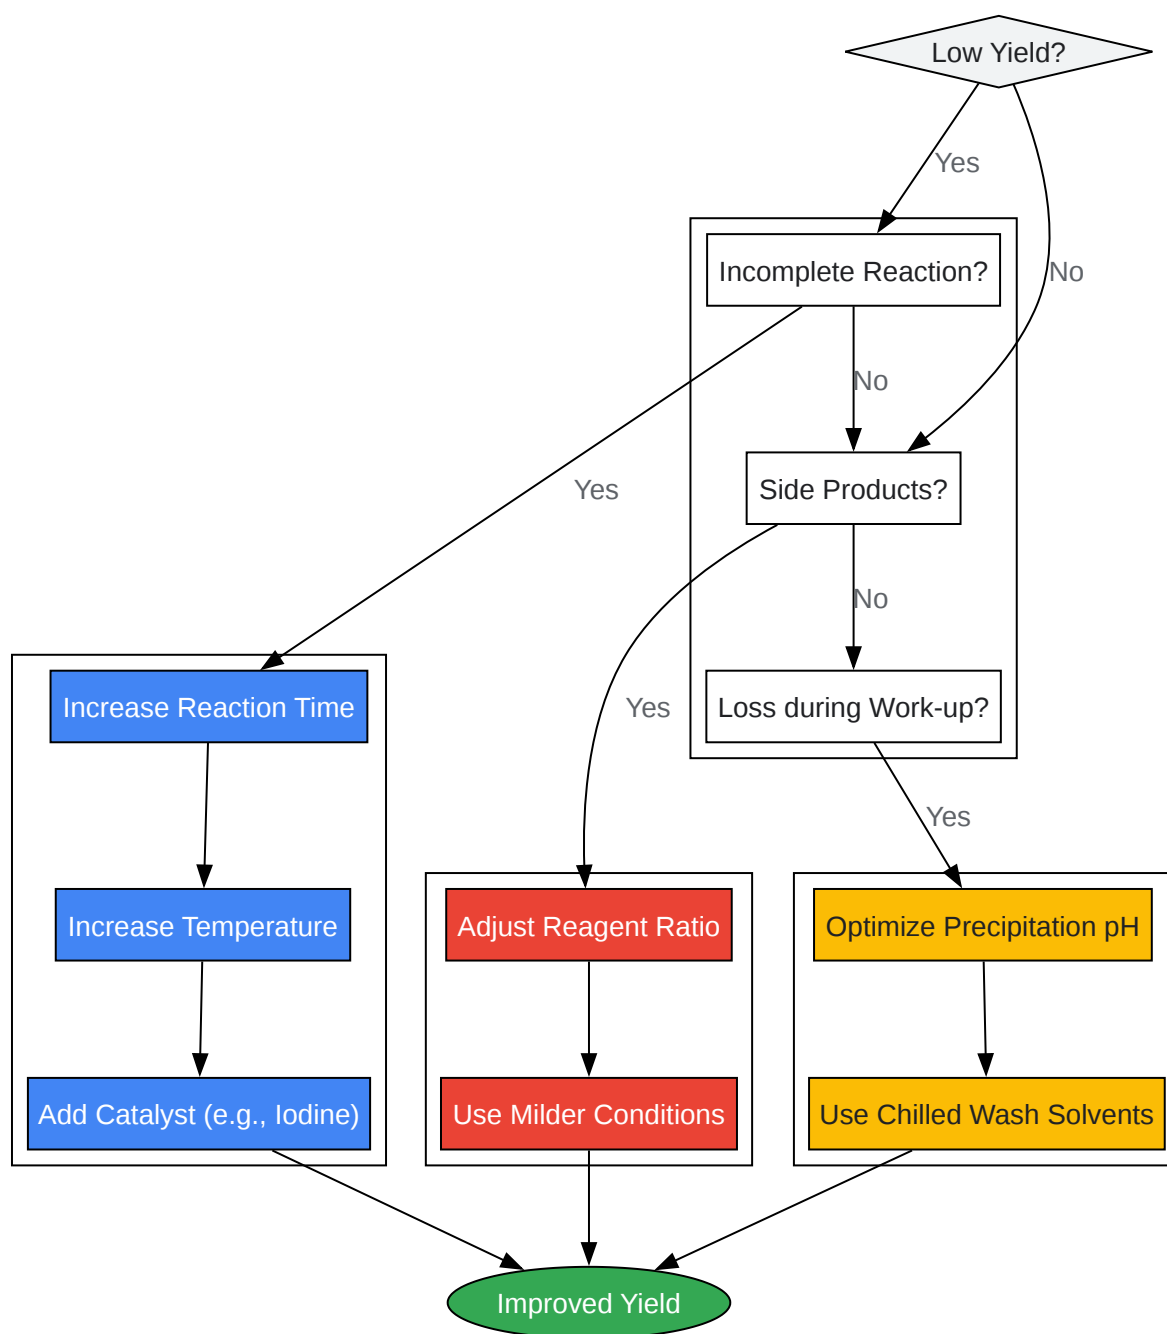 Low Yield?
Yes
Incomplete Reaction?
No
No
Side Products?
Yes
No
Increase Reaction Time
Yes
Loss during Work-up?
Yes
Increase Temperature
Adjust Reagent Ratio
Optimize Precipitation pH
Add Catalyst (e.g., Iodine)
Use Milder Conditions
Use Chilled Wash Solvents
Improved Yield